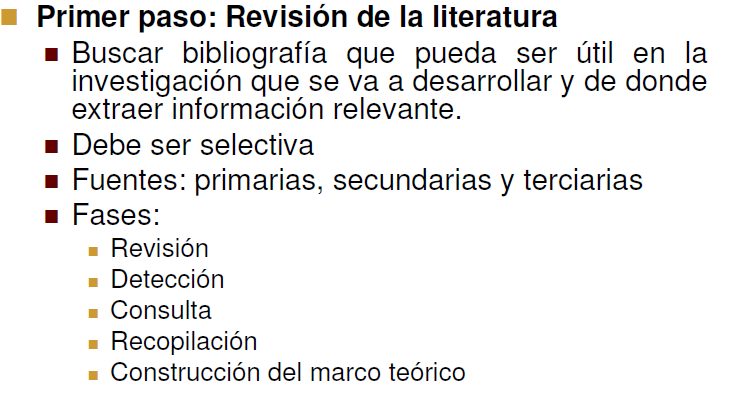 Primer paso: Revisión de la literatura
Buscar bibliografía que pueda ser útil en la
investigación que se va a desarrollar y de donde
extraer información relevante.
Debe ser selectiva
Fuentes: primarias, secundarias y terciarias
Fases:
Revisión
Detección
Consulta
Recopilación
Construcción del marco teórico